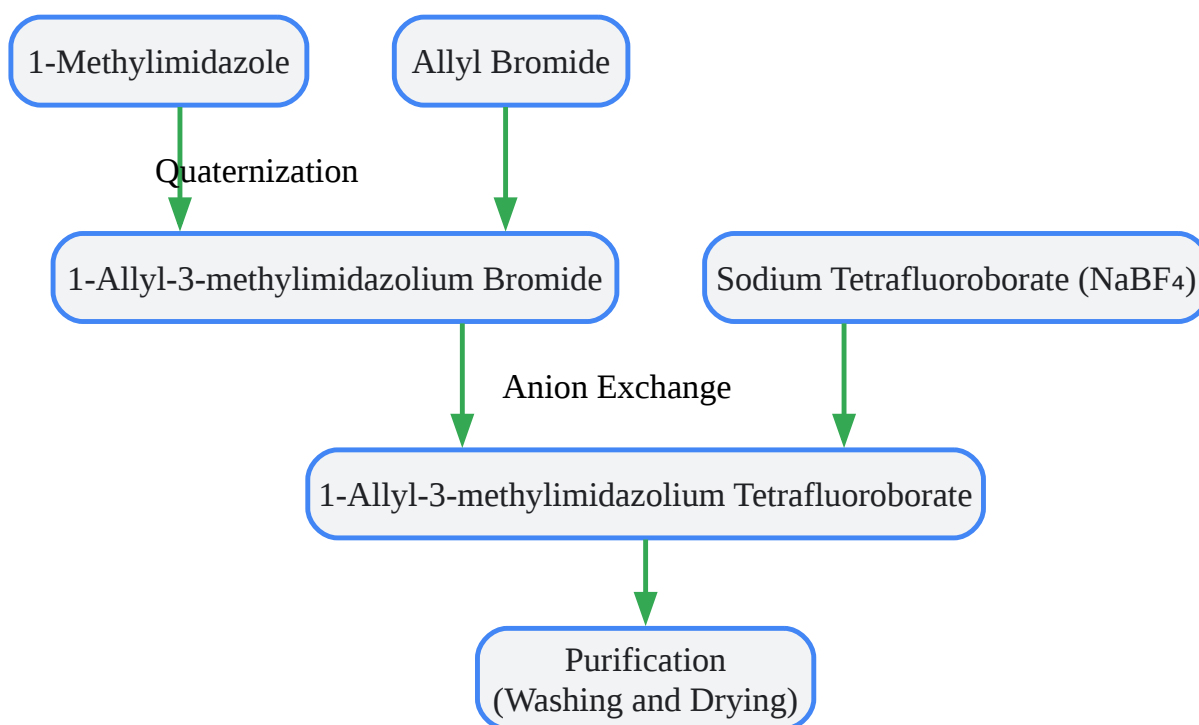 1-Methylimidazole
Allyl Bromide
Quaternization
1-Allyl-3-methylimidazolium Bromide
Sodium Tetrafluoroborate (NaBF₄)
Anion Exchange
1-Allyl-3-methylimidazolium Tetrafluoroborate
Purification
(Washing and Drying)